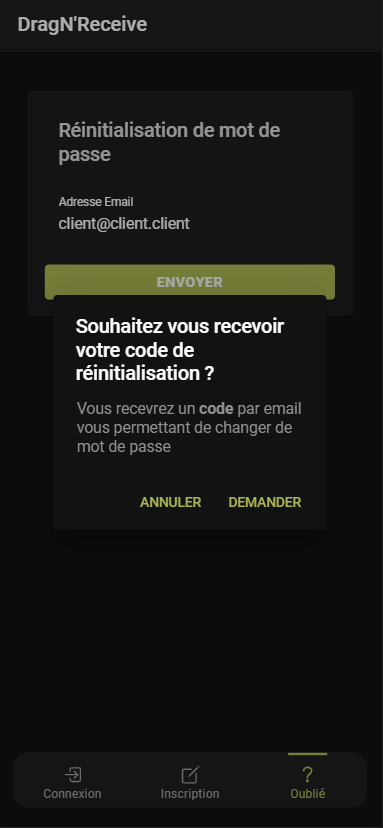 DragN'Receive
Réinitialisation de mot de
passe
Adresse Email
client@client.client
ENVOYER
Souhaitez vous recevoir
votre code de
réinitialisation ?
Vous recevrez un code par email
vous permettant de changer de
mot de passe
ANNULER DEMANDER
Connexion Inscription Oublié